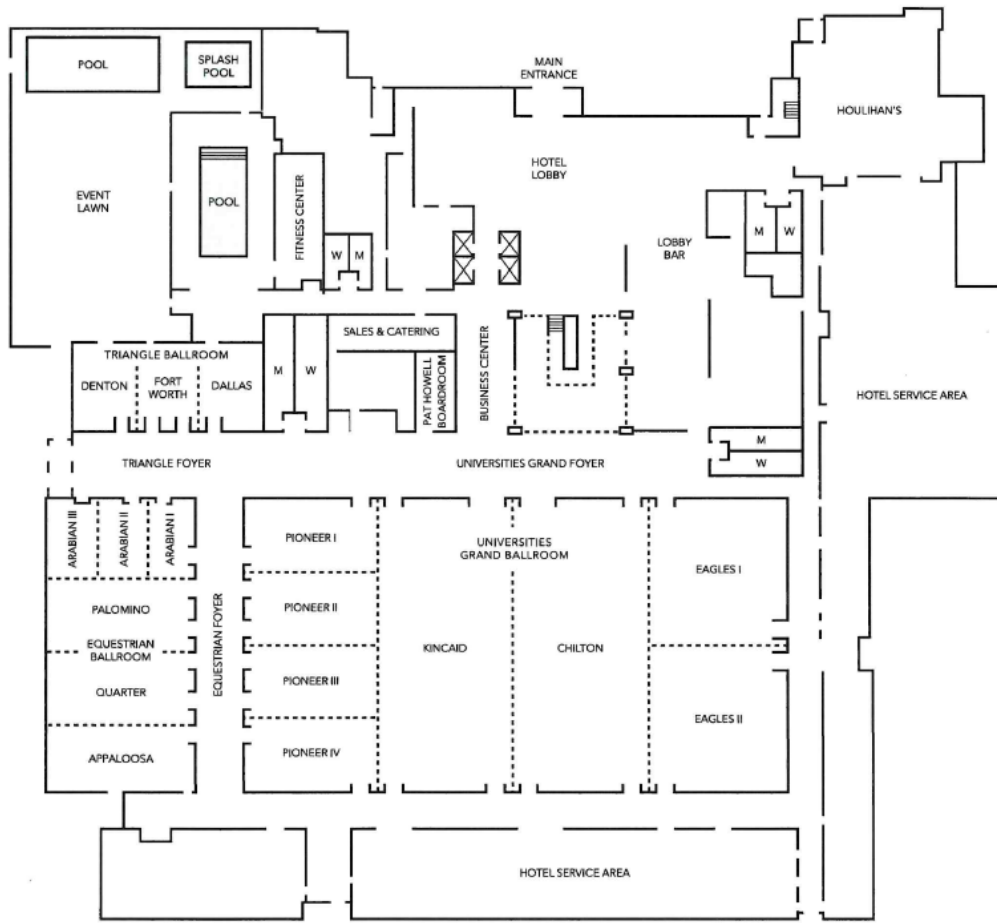 POOL
SPLASH
POOL
MAIN
ENTRANCE
HOULIHAN'S
HOTEL
LOBBY
EVENT
LAWN
POOL
FITNESS CENTER
W
M
M
W
LOBBY
BAR
SALES & CATERING
BUSINESS CENTER
PAT HOWELL
BOARDROOM
TRIANGLE BALLROOM
DENTON
FORT
WORTH
DALLAS
M
W
HOTEL SERVICE AREA
M
W
TRIANGLE FOYER
UNIVERSITIES GRAND FOYER
ARABIAN III
ARABIAN II
ARABIAN I
PIONEER I
UNIVERSITIES
GRAND BALLROOM
EAGLES I
PALOMINO
EQUESTRIAN FOYER
PIONEER II
EQUESTRIAN
BALLROOM
KINCAID
CHILTON
QUARTER
PIONEER III
EAGLES II
APPALOOSA
PIONEER IV
HOTEL SERVICE AREA